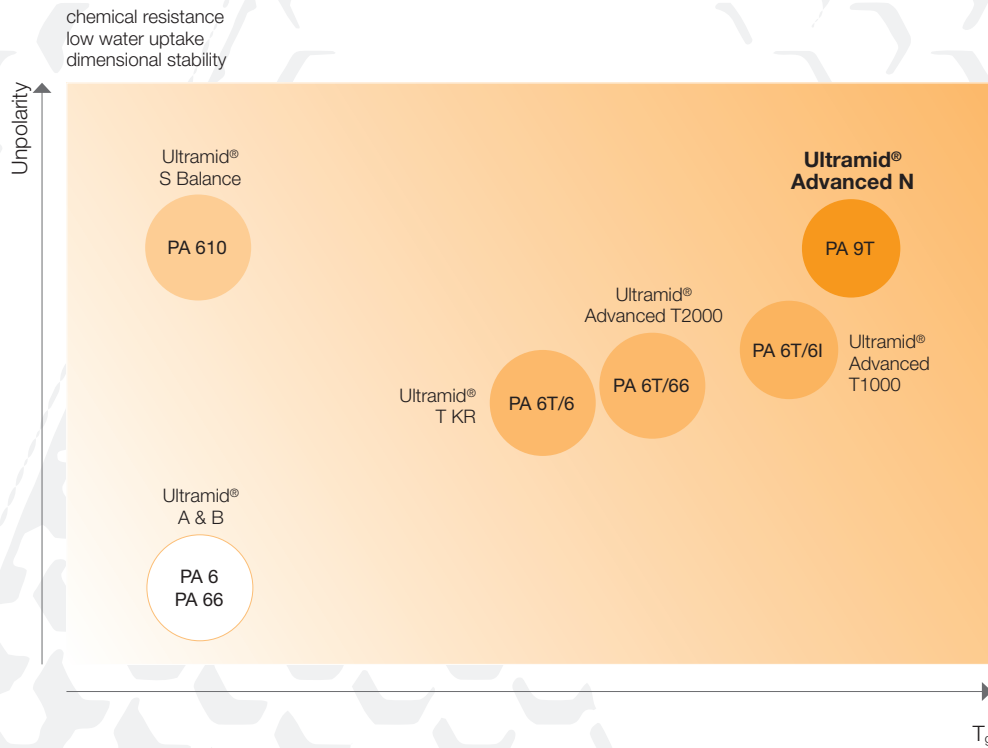 chemical resistance
low water uptake
dimensional stability
Unpolarity
Ultramid®
S Balance
PA 610
Ultramid®
Advanced N
PA 9T
Ultramid®
Advanced T2000
PA 6T/66
PA 6T/6I
Ultramid®
Advanced
T1000
Ultramid®
T KR
PA 6T/6
Ultramid®
A & B
PA 6
PA 66
Tg